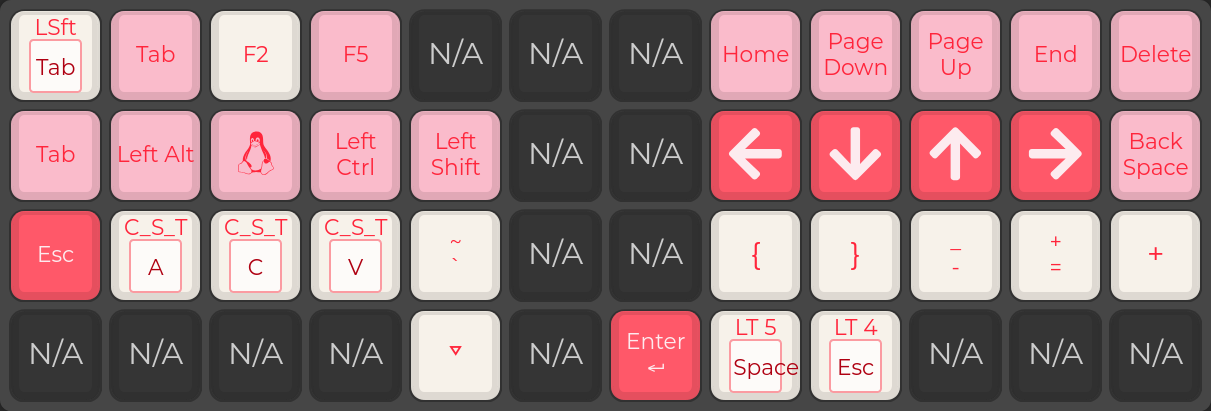 LSft
Tab
Tab
F2
F5
N/A
N/A
N/A
Home
Page
Down
Page
Up
End
Delete
Tab
Left Alt
Left
Ctrl
Left
Shift
N/A
N/A
←
↓
↑
→
Back
Space
Esc
C_S_T
A
C_S_T
C
C_S_T
V
~
`
N/A
N/A
{
}
_
-
+
=
+
N/A
N/A
N/A
N/A
▽
N/A
Enter
↵
LT 5
Space
LT 4
Esc
N/A
N/A
N/A